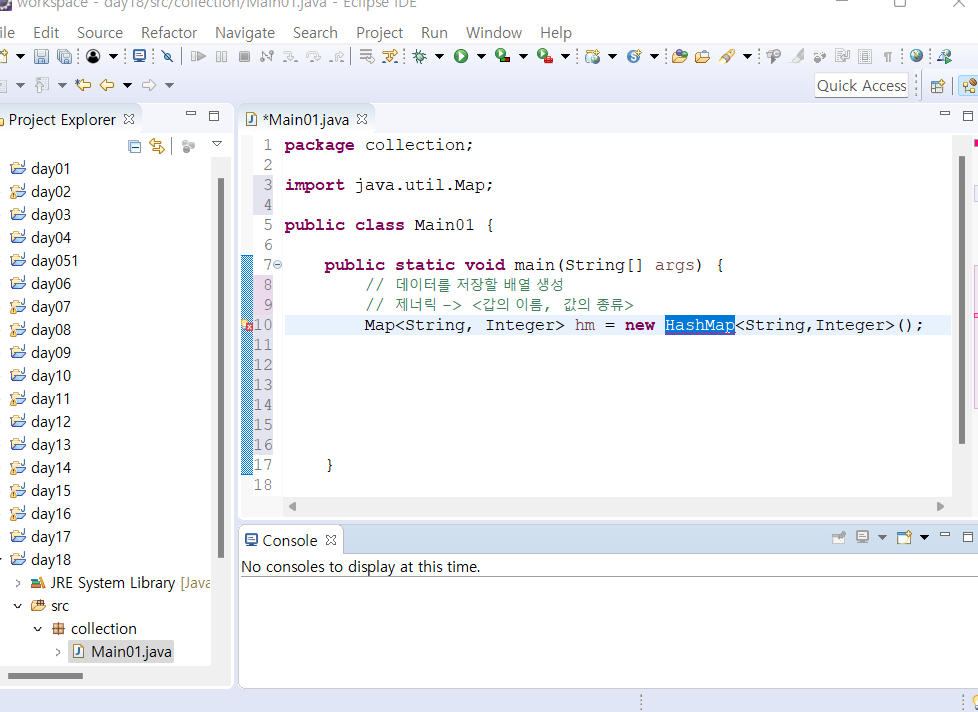 workspace - day18/src/collection/Main01.java - Eclipse IDE
ile Edit Source Refactor Navigate Search Project Run Window Help
Quick Access
Project Explorer
*Main01.java
day01
day02
day03
day04
day051
day06
day07
day08
day09
day10
day11
day12
day13
day14
day15
day16
day17
day18
JRE System Library [Java
src
collection
Main01.java
1 package collection;
2
3 import java.util.Map;
4
5 public class Main01 {
6
7 public static void main(String[] args) {
8 // 데이터를 저장할 배열 생성
9 // 제너릭 -> <갑의 이름, 값의 종류>
10 Map<String, Integer> hm = new HashMap<String,Integer>();
11
12
13
14
15
16
17 }
18
Console
No consoles to display at this time.